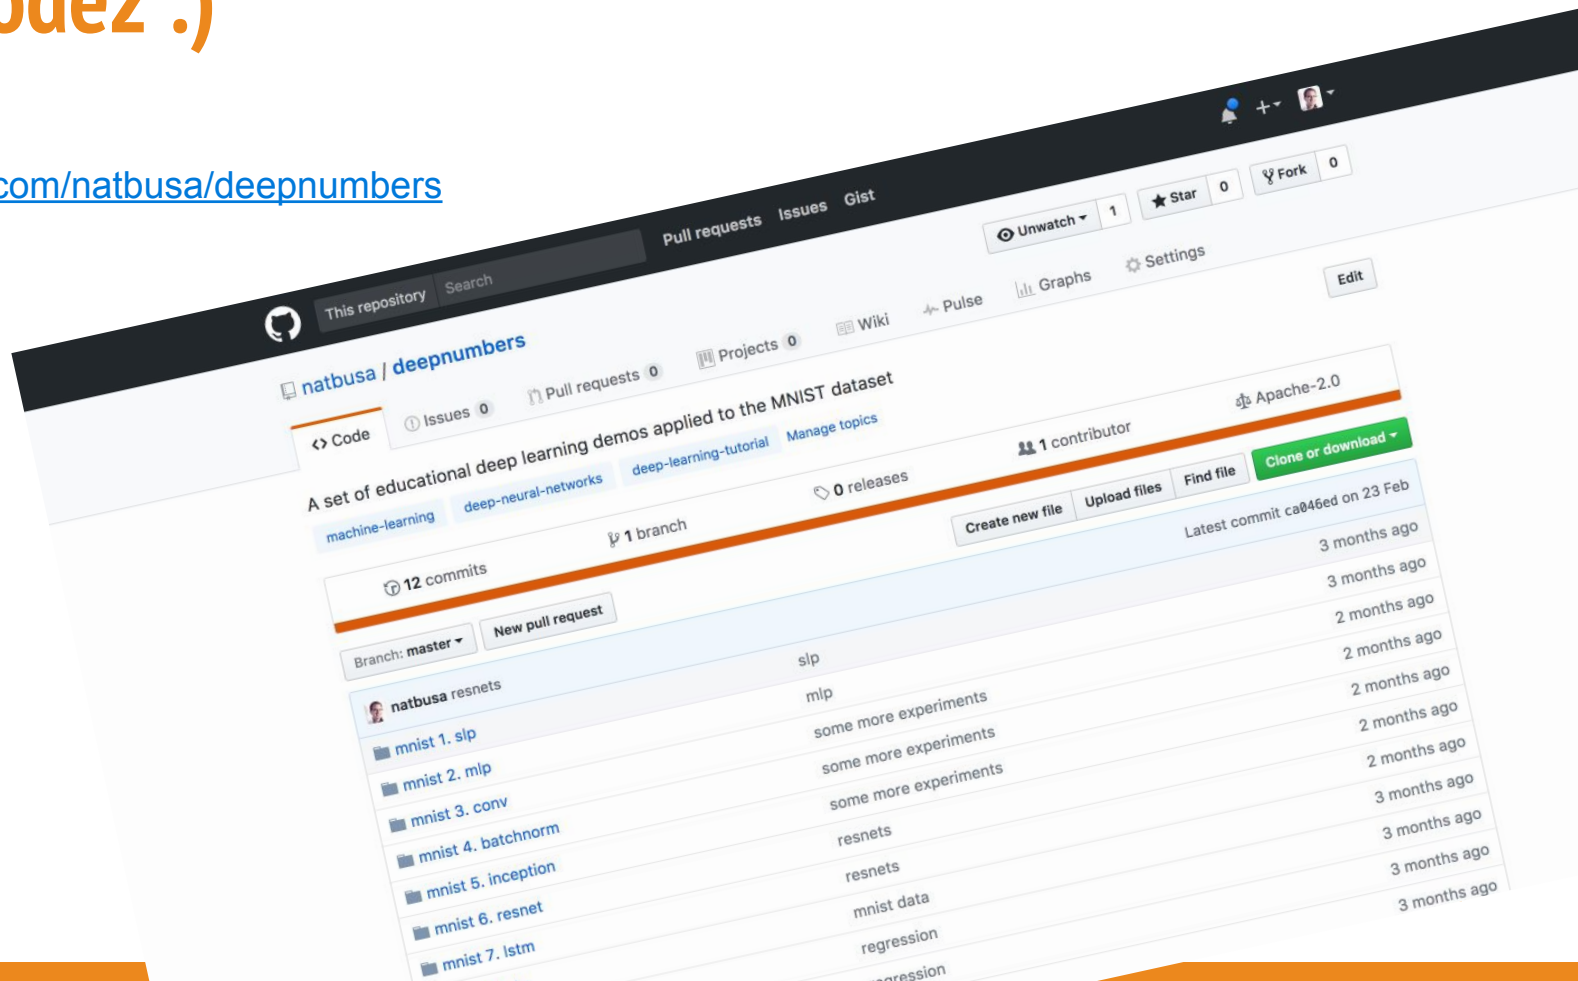 odez :)
com/natbusa/deepnumbers
This repository Search Pull requests Issues Gist
natbusa / deepnumbers Unwatch 1 Star 0 Fork 0
Code Issues 0 Pull requests 0 Projects 0 Wiki Pulse Graphs Settings
A set of educational deep learning demos applied to the MNIST dataset Edit
machine-learning deep-neural-networks deep-learning-tutorial Manage topics
12 commits 1 branch 0 releases 1 contributor Apache-2.0
Branch: master New pull request Create new file Upload files Find file Clone or download
natbusa resnets Latest commit ca046ed on 23 Feb
mnist 1. slp slp 3 months ago
mnist 2. mlp mlp 3 months ago
mnist 3. conv some more experiments 2 months ago
mnist 4. batchnorm some more experiments 2 months ago
mnist 5. inception some more experiments 2 months ago
mnist 6. resnet resnets 2 months ago
mnist 7. lstm resnets 2 months ago
mnist data 3 months ago
regression 3 months ago
3 months ago
3 months ago